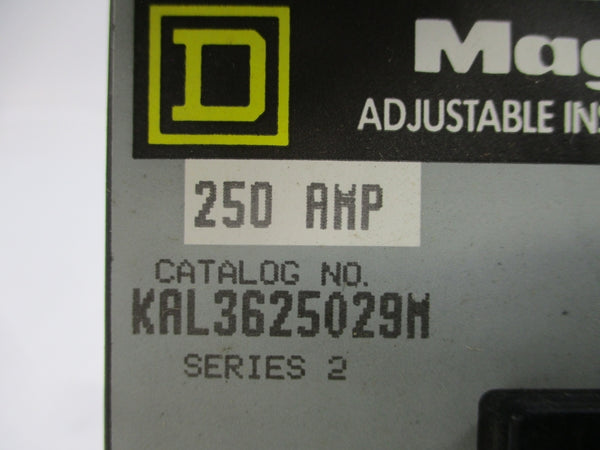 D
Mag
ADJUSTABLE INS
250 AMP
CATALOG NO.
KAL3625029M
SERIES 2